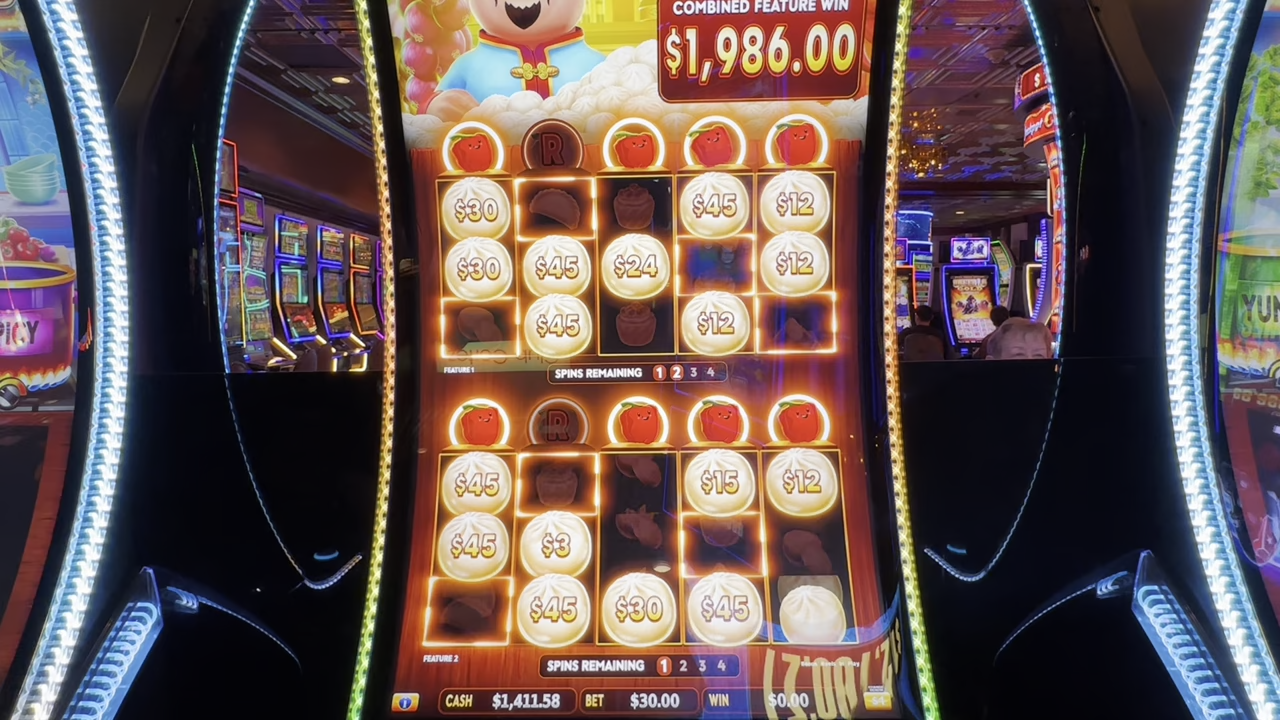 COMBINED FEATURE WIN
$1,986.00
R
$30 $45 $12
$30 $45 $24 $12
$45 $12
FEATURE 1
SPINS REMAINING 1 2 3 4
R
$45 $15 $12
$45 $3
$45 $30 $45
FEATURE 2
SPINS REMAINING 1 2 3 4
CASH $1,411.58 BET $30.00 WIN $0.00